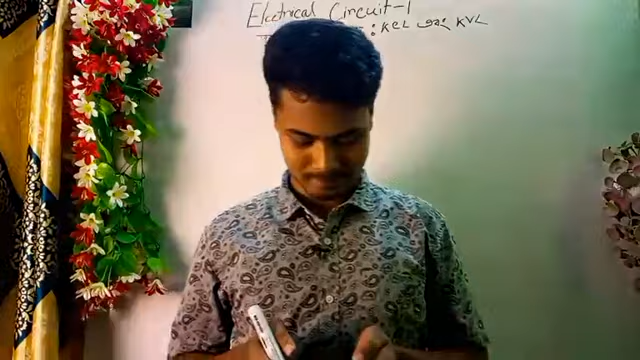 Electrical Circuit-1
: KCL এবং KVL